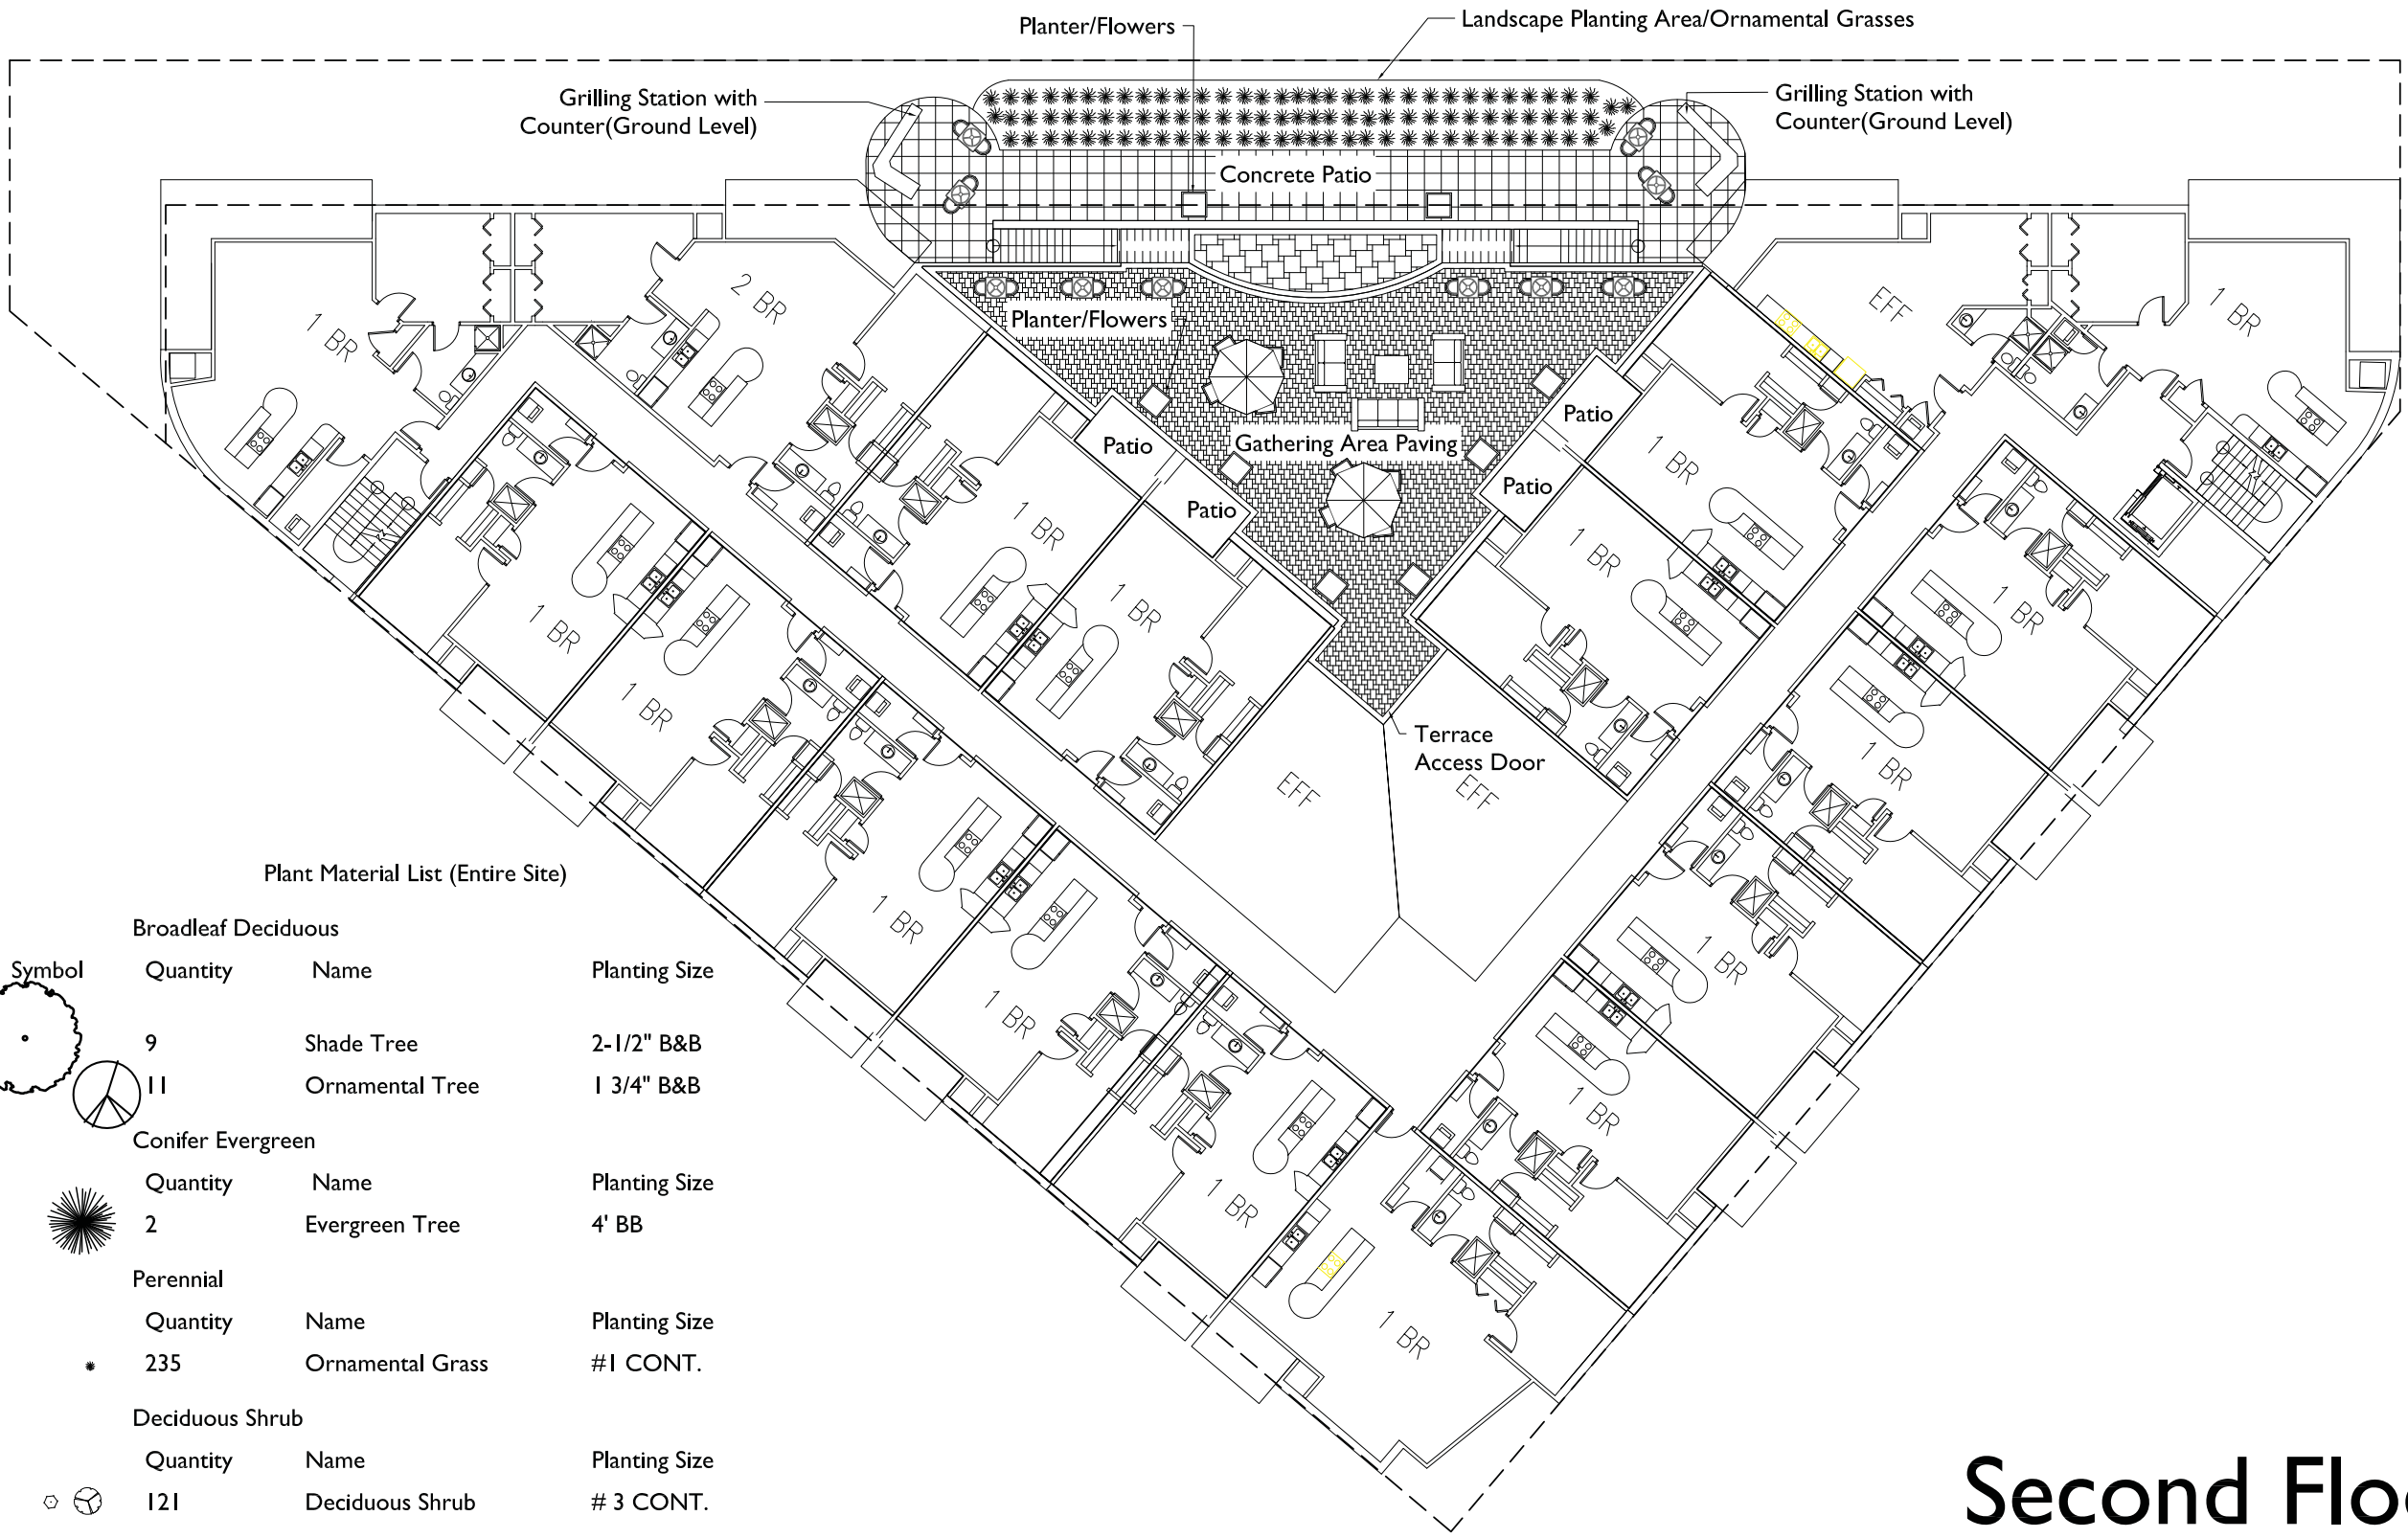 Planter/Flowers
Landscape Planting Area/Ornamental Grasses
Grilling Station with
Counter(Ground Level)
Grilling Station with
Counter(Ground Level)
Concrete Patio
2 BR
EFF
1 BR
1 BR
Planter/Flowers
Patio
Gathering Area Paving
Patio
1 BR
Patio
Patio
1 BR
1 BR
1 BR
1 BR
1 BR
1 BR
1 BR
Terrace
Access Door
EFF
EFF
1 BR
1 BR
1 BR
1 BR
1 BR
1 BR
1 BR
Plant Material List (Entire Site)
Broadleaf Deciduous
Symbol Quantity Name Planting Size
9 Shade Tree 2-1/2" B&B
11 Ornamental Tree 1 3/4" B&B
Conifer Evergreen
Quantity Name Planting Size
2 Evergreen Tree 4' BB
Perennial
Quantity Name Planting Size
235 Ornamental Grass #1 CONT.
Deciduous Shrub
Quantity Name Planting Size
121 Deciduous Shrub # 3 CONT.
Second Flo